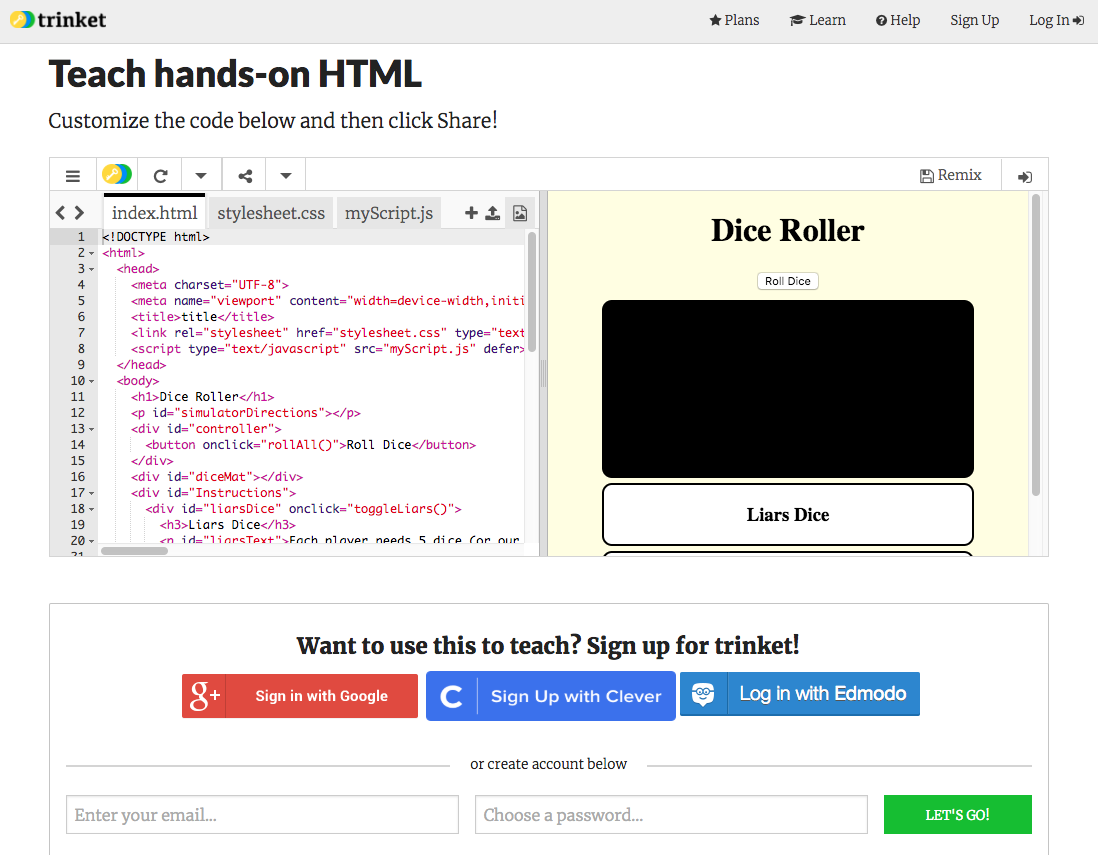 trinket
Plans Learn Help Sign Up Log In
Teach hands-on HTML
Customize the code below and then click Share!
Remix
index.html stylesheet.css myScript.js
1 <!DOCTYPE html>
2 <html>
3 <head>
4 <meta charset="UTF-8">
5 <meta name="viewport" content="width=device-width,initi
6 <title>title</title>
7 <link rel="stylesheet" href="stylesheet.css" type="text
8 <script type="text/javascript" src="myScript.js" defer>
9 </head>
10 <body>
11 <h1>Dice Roller</h1>
12 <p id="simulatorDirections"></p>
13 <div id="controller">
14 <button onclick="rollAll()">Roll Dice</button>
15 </div>
16 <div id="diceMat"></div>
17 <div id="Instructions">
18 <div id="liarsDice" onclick="toggleLiars()">
19 <h3>Liars Dice</h3>
20 <p id="liarsText">Each player needs 5 dice (or our
21
Dice Roller
Roll Dice
Liars Dice
Want to use this to teach? Sign up for trinket!
g+ Sign in with Google
C Sign Up with Clever
Log in with Edmodo
or create account below
Enter your email...
Choose a password...
LET'S GO!